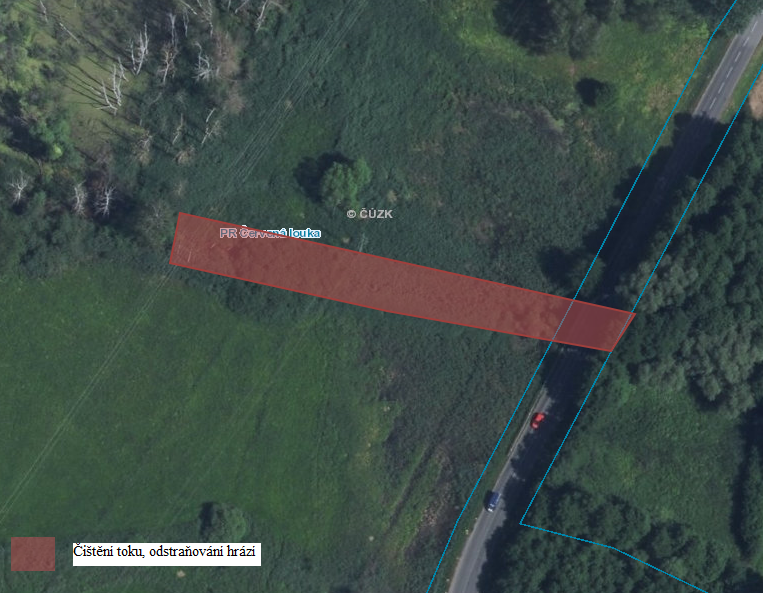 © ČÚZK
PR Červená louka
Čištění toku, odstraňování hrází